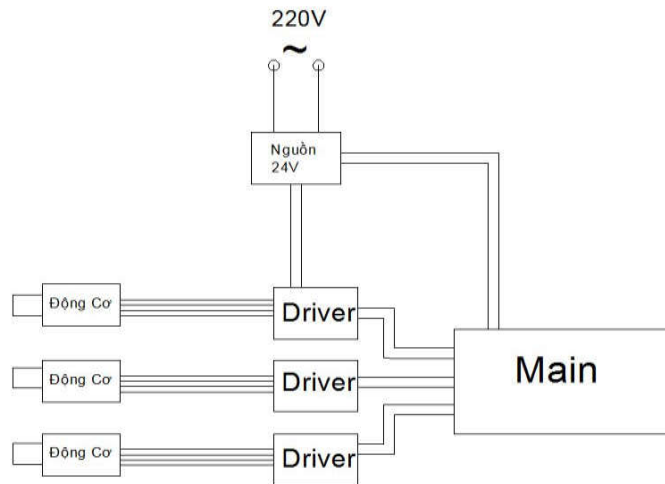 220V
~
Nguồn
24V
Động Cơ
Driver
Main
Động Cơ
Driver
Động Cơ
Driver